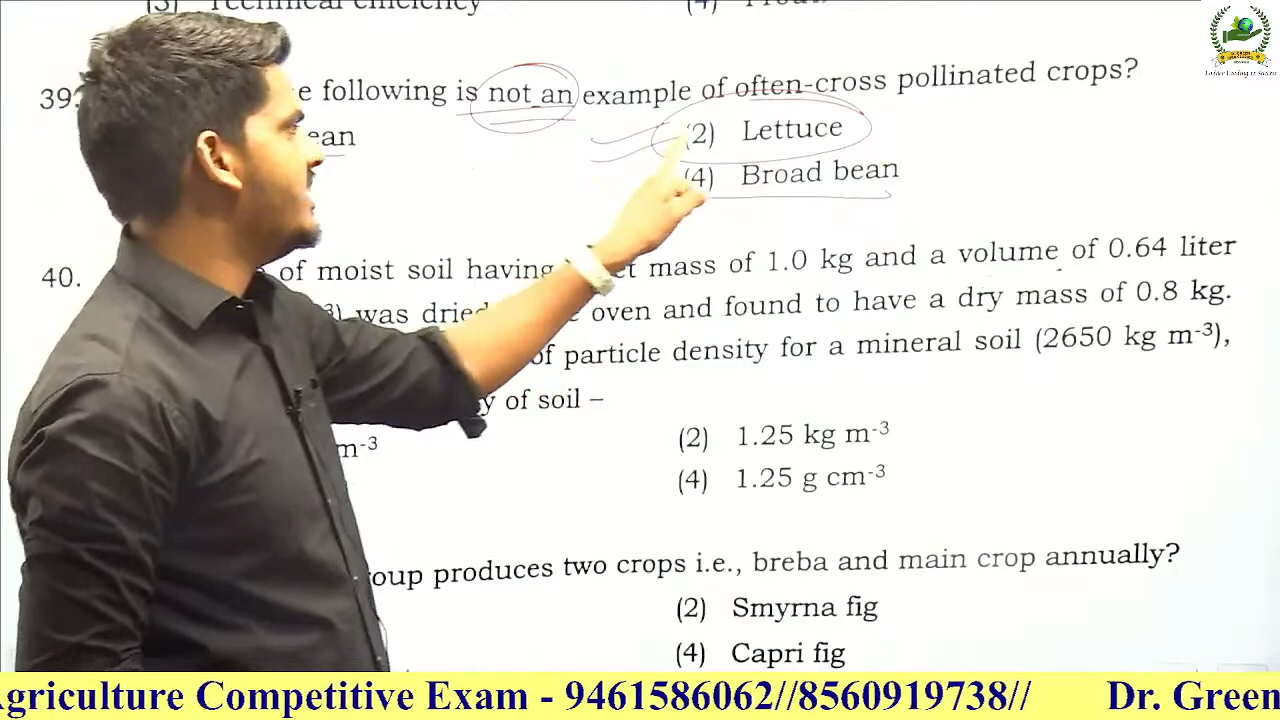 39. e following is not an example of often-cross pollinated crops?
ean (2) Lettuce
(4) Broad bean
40. of moist soil having mass of 1.0 kg and a volume of 0.64 liter
was dried oven and found to have a dry mass of 0.8 kg.
of particle density for a mineral soil (2650 kg m-3),
y of soil –
m-3 (2) 1.25 kg m-3
(4) 1.25 g cm-3
oup produces two crops i.e., breba and main crop annually?
(2) Smyrna fig
(4) Capri fig
griculture Competitive Exam - 9461586062//8560919738// Dr. Green